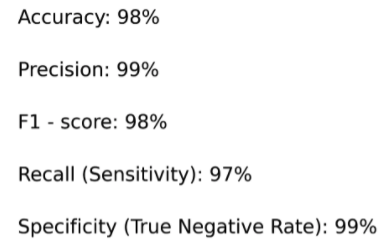 Accuracy: 98%
Precision: 99%
F1 - score: 98%
Recall (Sensitivity): 97%
Specificity (True Negative Rate): 99%